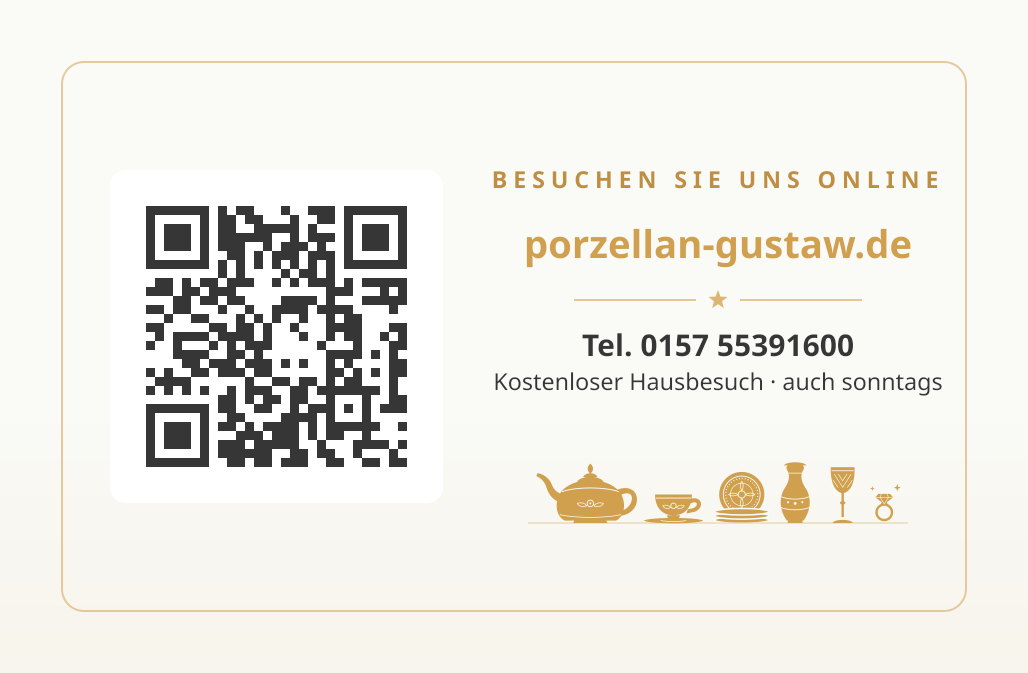 BESUCHEN SIE UNS ONLINE
porzellan-gustaw.de
Tel. 0157 55391600
Kostenloser Hausbesuch · auch sonntags